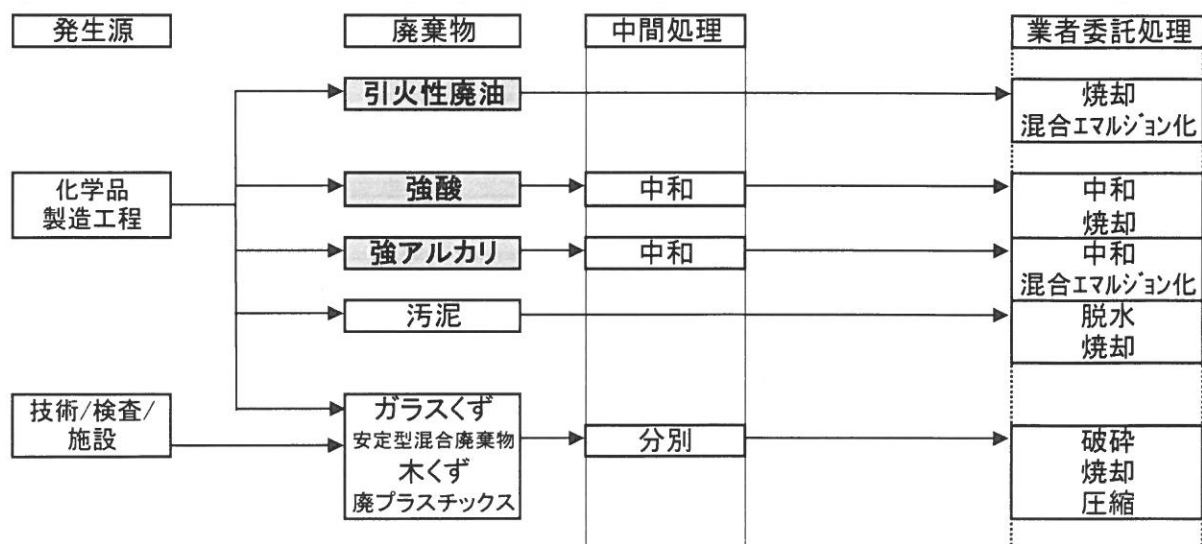 発生源 廃棄物 中間処理 業者委託処理
引火性廃油 焼却
混合エマルジョン化
化学品
製造工程
強酸 中和 中和
焼却
強アルカリ 中和 中和
混合エマルジョン化
汚泥 脱水
焼却
技術/検査/
施設
ガラスくず
安定型混合廃棄物
木くず
廃プラスチックス
分別
破砕
焼却
圧縮